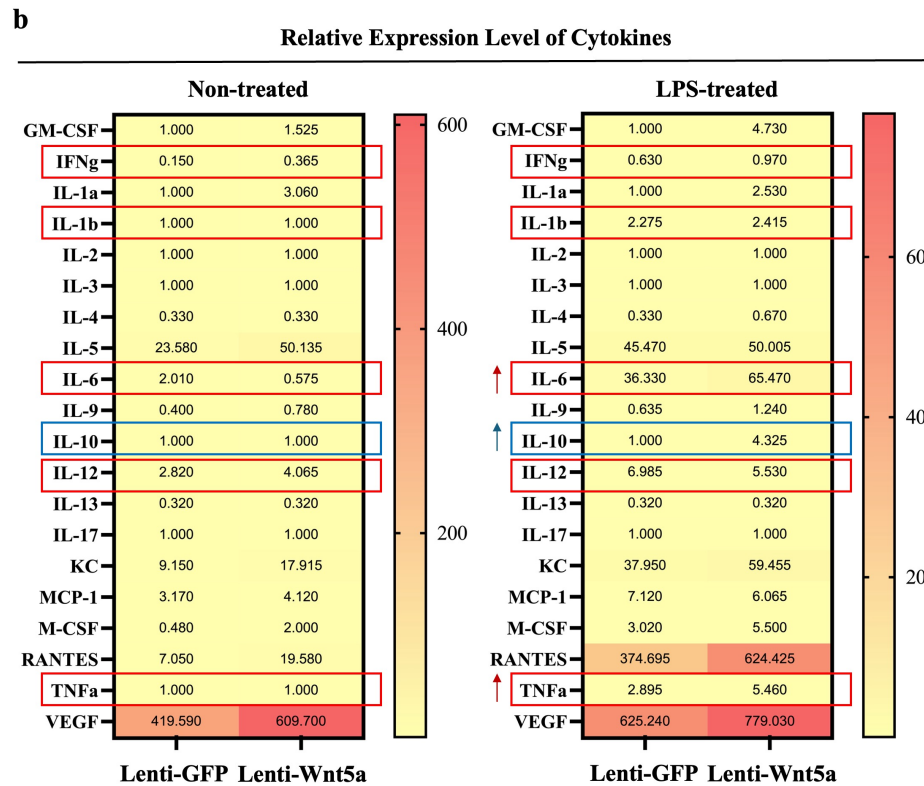 b
Relative Expression Level of Cytokines
Non-treated
GM-CSF 1.000 1.525
IFNg 0.150 0.365
IL-1a 1.000 3.060
IL-1b 1.000 1.000
IL-2 1.000 1.000
IL-3 1.000 1.000
IL-4 0.330 0.330
IL-5 23.580 50.135
IL-6 2.010 0.575
IL-9 0.400 0.780
IL-10 1.000 1.000
IL-12 2.820 4.065
IL-13 0.320 0.320
IL-17 1.000 1.000
KC 9.150 17.915
MCP-1 3.170 4.120
M-CSF 0.480 2.000
RANTES 7.050 19.580
TNFa 1.000 1.000
VEGF 419.590 609.700
Lenti-GFP Lenti-Wnt5a
600
400
200
LPS-treated
GM-CSF 1.000 4.730
IFNg 0.630 0.970
IL-1a 1.000 2.530
IL-1b 2.275 2.415
IL-2 1.000 1.000
IL-3 1.000 1.000
IL-4 0.330 0.670
IL-5 45.470 50.005
IL-6 36.330 65.470
IL-9 0.635 1.240
IL-10 1.000 4.325
IL-12 6.985 5.530
IL-13 0.320 0.320
IL-17 1.000 1.000
KC 37.950 59.455
MCP-1 7.120 6.065
M-CSF 3.020 5.500
RANTES 374.695 624.425
TNFa 2.895 5.460
VEGF 625.240 779.030
Lenti-GFP Lenti-Wnt5a